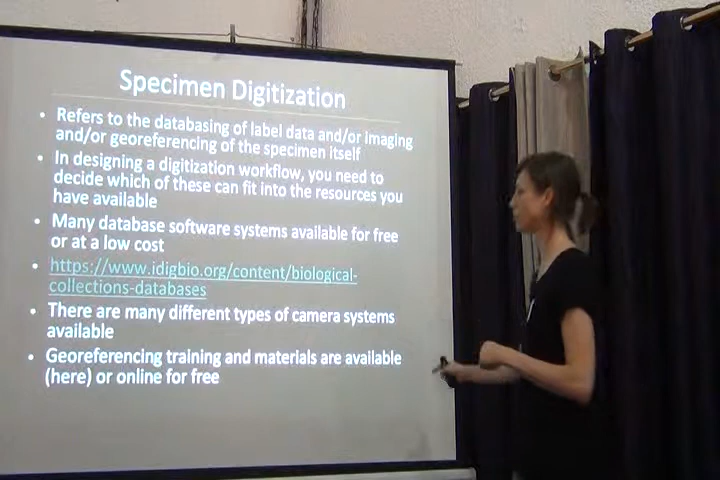 Specimen Digitization
• Refers to the databasing of label data and/or imaging
and/or georeferencing of the specimen itself
• In designing a digitization workflow, you need to
decide which of these can fit into the resources you
have available
• Many database software systems available for free
or at a low cost
• https://www.idigbio.org/content/biological-
collections-databases
• There are many different types of camera systems
available
• Georeferencing training and materials are available
(here) or online for free